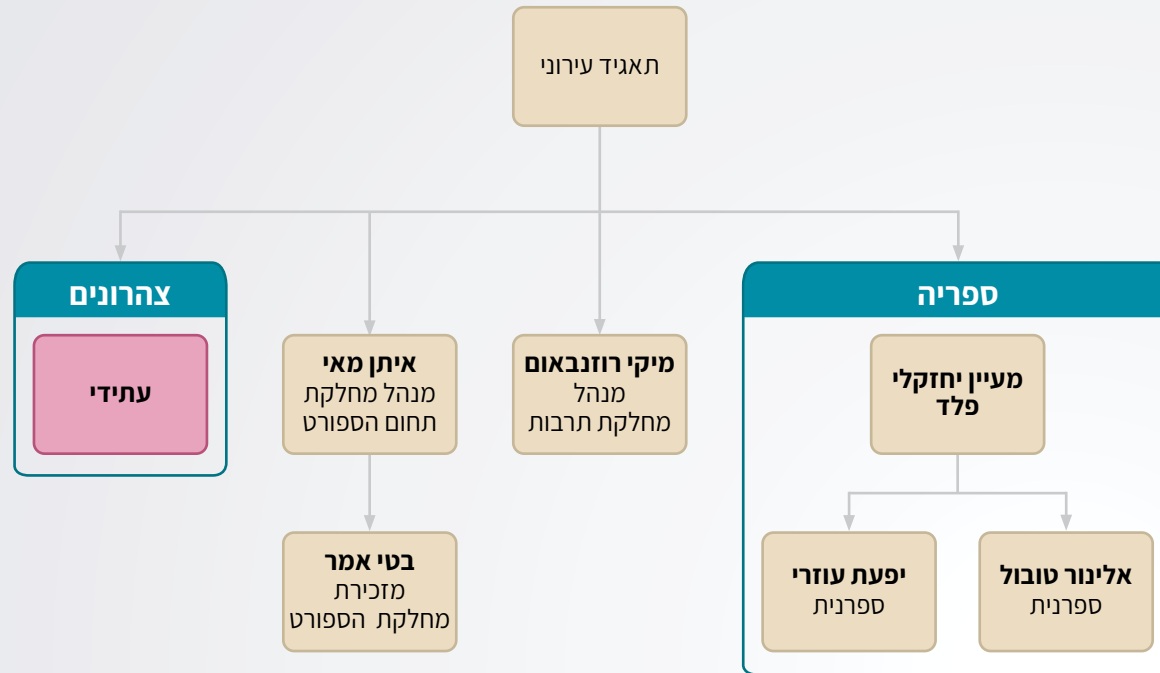 תאגיד עירוני
ספריה
מעיין יחזקלי
פלד
אלינור טובול
ספרנית
יפעת עוזרי
ספרנית
מיקי רוזנבאום
מנהל
מחלקת תרבות
איתן מאי
מנהל מחלקת
תחום הספורט
בטי אמר
מזכירת
מחלקת הספורט
צהרונים
עתידי